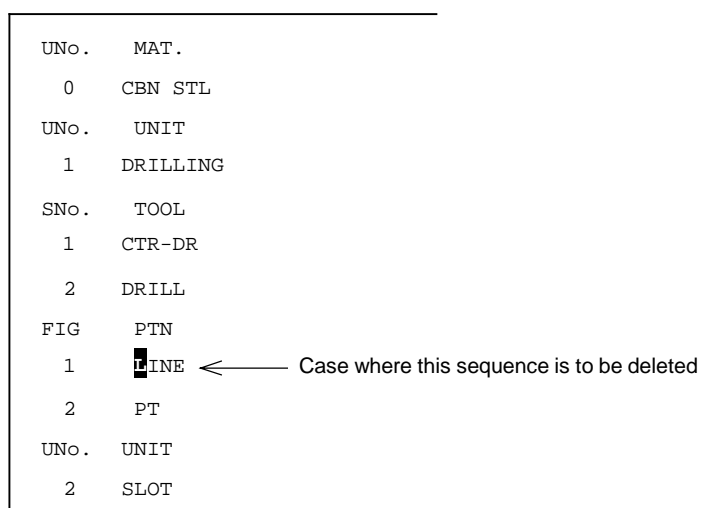 UNo. MAT.
0 CBN STL
UNo. UNIT
1 DRILLING
SNo. TOOL
1 CTR-DR
2 DRILL
FIG PTN
1 LINE Case where this sequence is to be deleted
2 PT
UNo. UNIT
2 SLOT